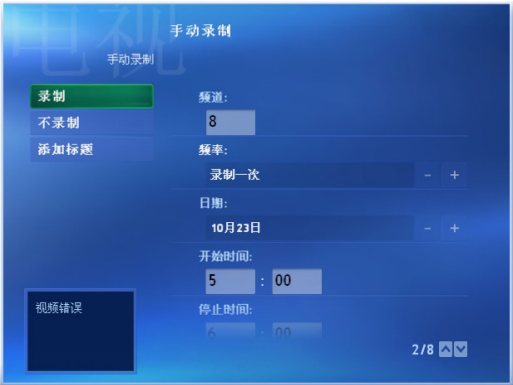 电视
手动录制
手动录制
录制
不录制
添加标题
频道:
8
频率:
录制一次
- +
日期:
10月23日
- +
开始时间:
5 : 00
停止时间:
6 : 00
视频错误
2/8